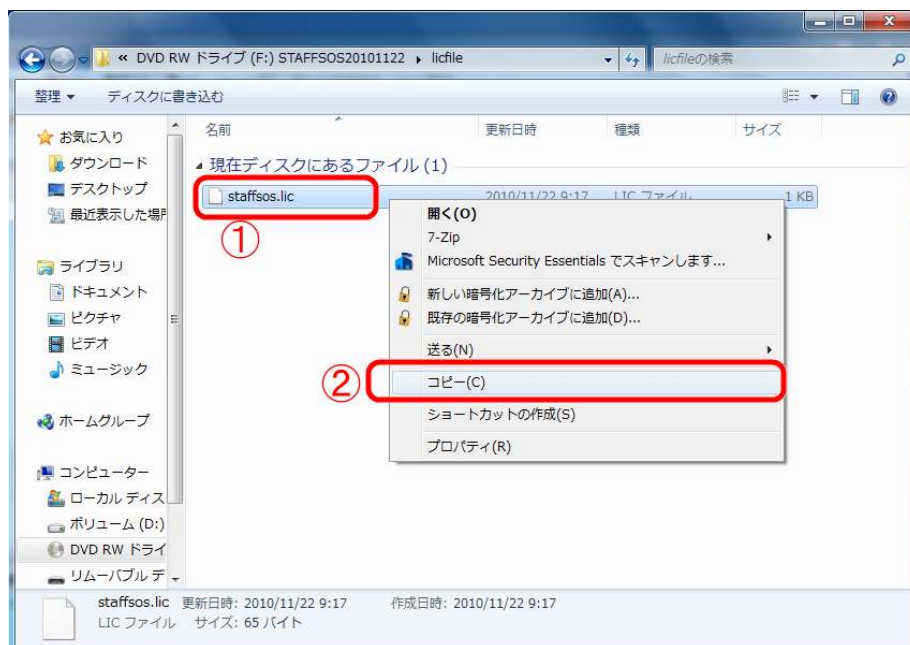 « DVD RW ドライブ (F:) STAFFSOS20101122 ▸ licfile
licfileの検索
整理 ▼ ディスクに書き込む
お気に入り
ダウンロード
デスクトップ
最近表示した場所
ライブラリ
ドキュメント
ピクチャ
ビデオ
ミュージック
ホームグループ
コンピューター
ローカル ディス
ボリューム (D:)
DVD RW ドライ
リムーバブル デ
名前 更新日時 種類 サイズ
現在ディスクにあるファイル (1)
staffsos.lic 2010/11/22 9:17 LIC ファイル 1 KB
①
開く(O)
7-Zip
Microsoft Security Essentials でスキャンします...
新しい暗号化アーカイブに追加(A)...
既存の暗号化アーカイブに追加(D)...
送る(N)
② コピー(C)
ショートカットの作成(S)
プロパティ(R)
staffsos.lic 更新日時: 2010/11/22 9:17 作成日時: 2010/11/22 9:17
LIC ファイル サイズ: 65 バイト